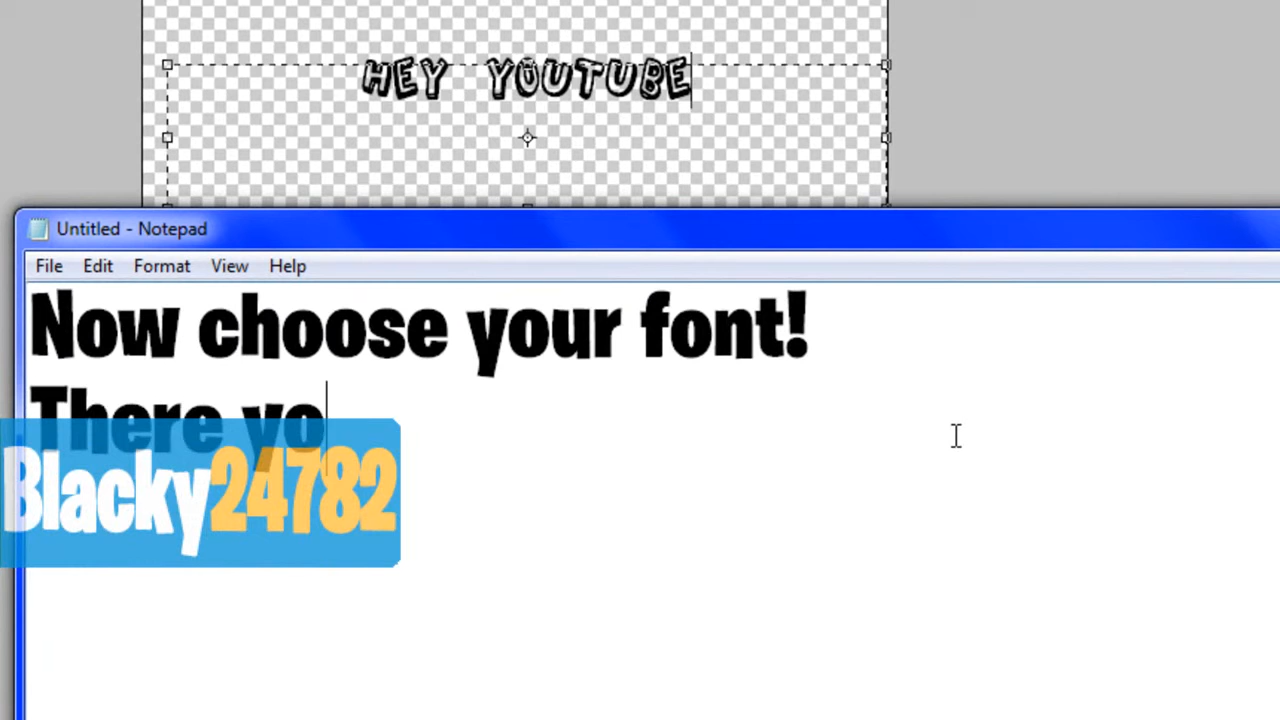 HEY YOUTUBE
Untitled - Notepad
File Edit Format View Help
Now choose your font!
There yo
Blacky24782